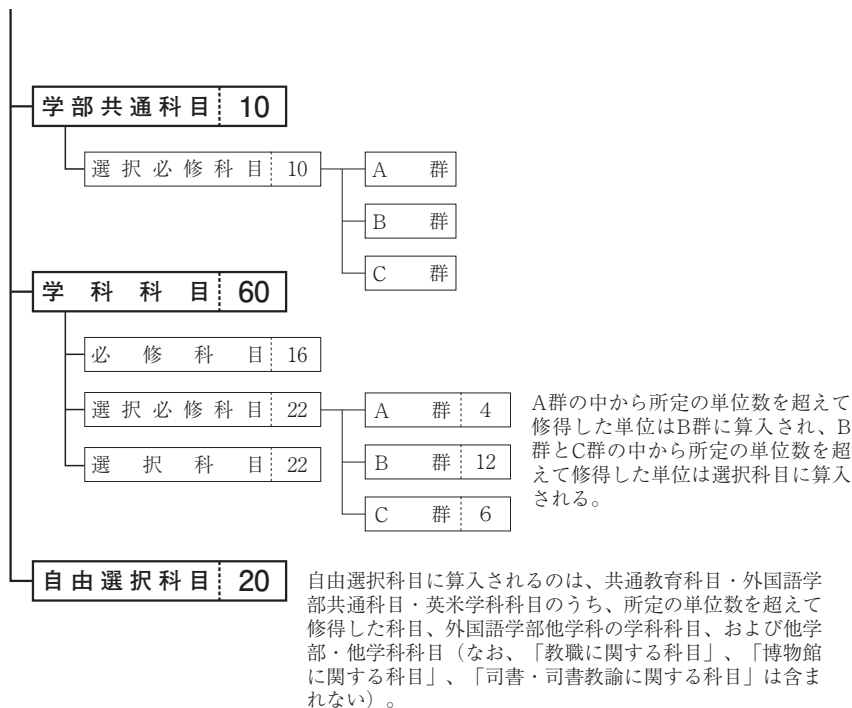 学部共通科目 10
選択必修科目 10
A 群
B 群
C 群
学科科目 60
必修科目 16
選択必修科目 22
A 群 4
選択科目 22
B 群 12
C 群 6
A群の中から所定の単位数を超えて
修得した単位はB群に算入され、B
群とC群の中から所定の単位数を超
えて修得した単位は選択科目に算入
される。
自由選択科目 20
自由選択科目に算入されるのは、共通教育科目・外国語学
部共通科目・英米学科科目のうち、所定の単位数を超えて
修得した科目、外国語学部他学科の学科科目、および他学
部・他学科科目（なお、「教職に関する科目」、「博物館
に関する科目」、「司書・司書教諭に関する科目」は含ま
れない）。